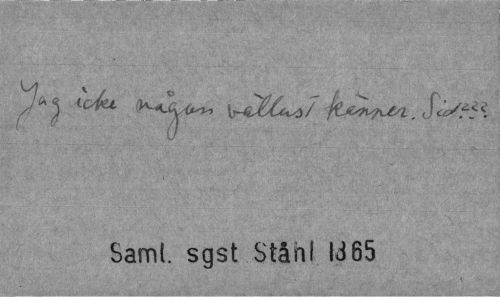 Jag icke någon vällust känner. Sid???
Saml. sgst Ståhl 1865